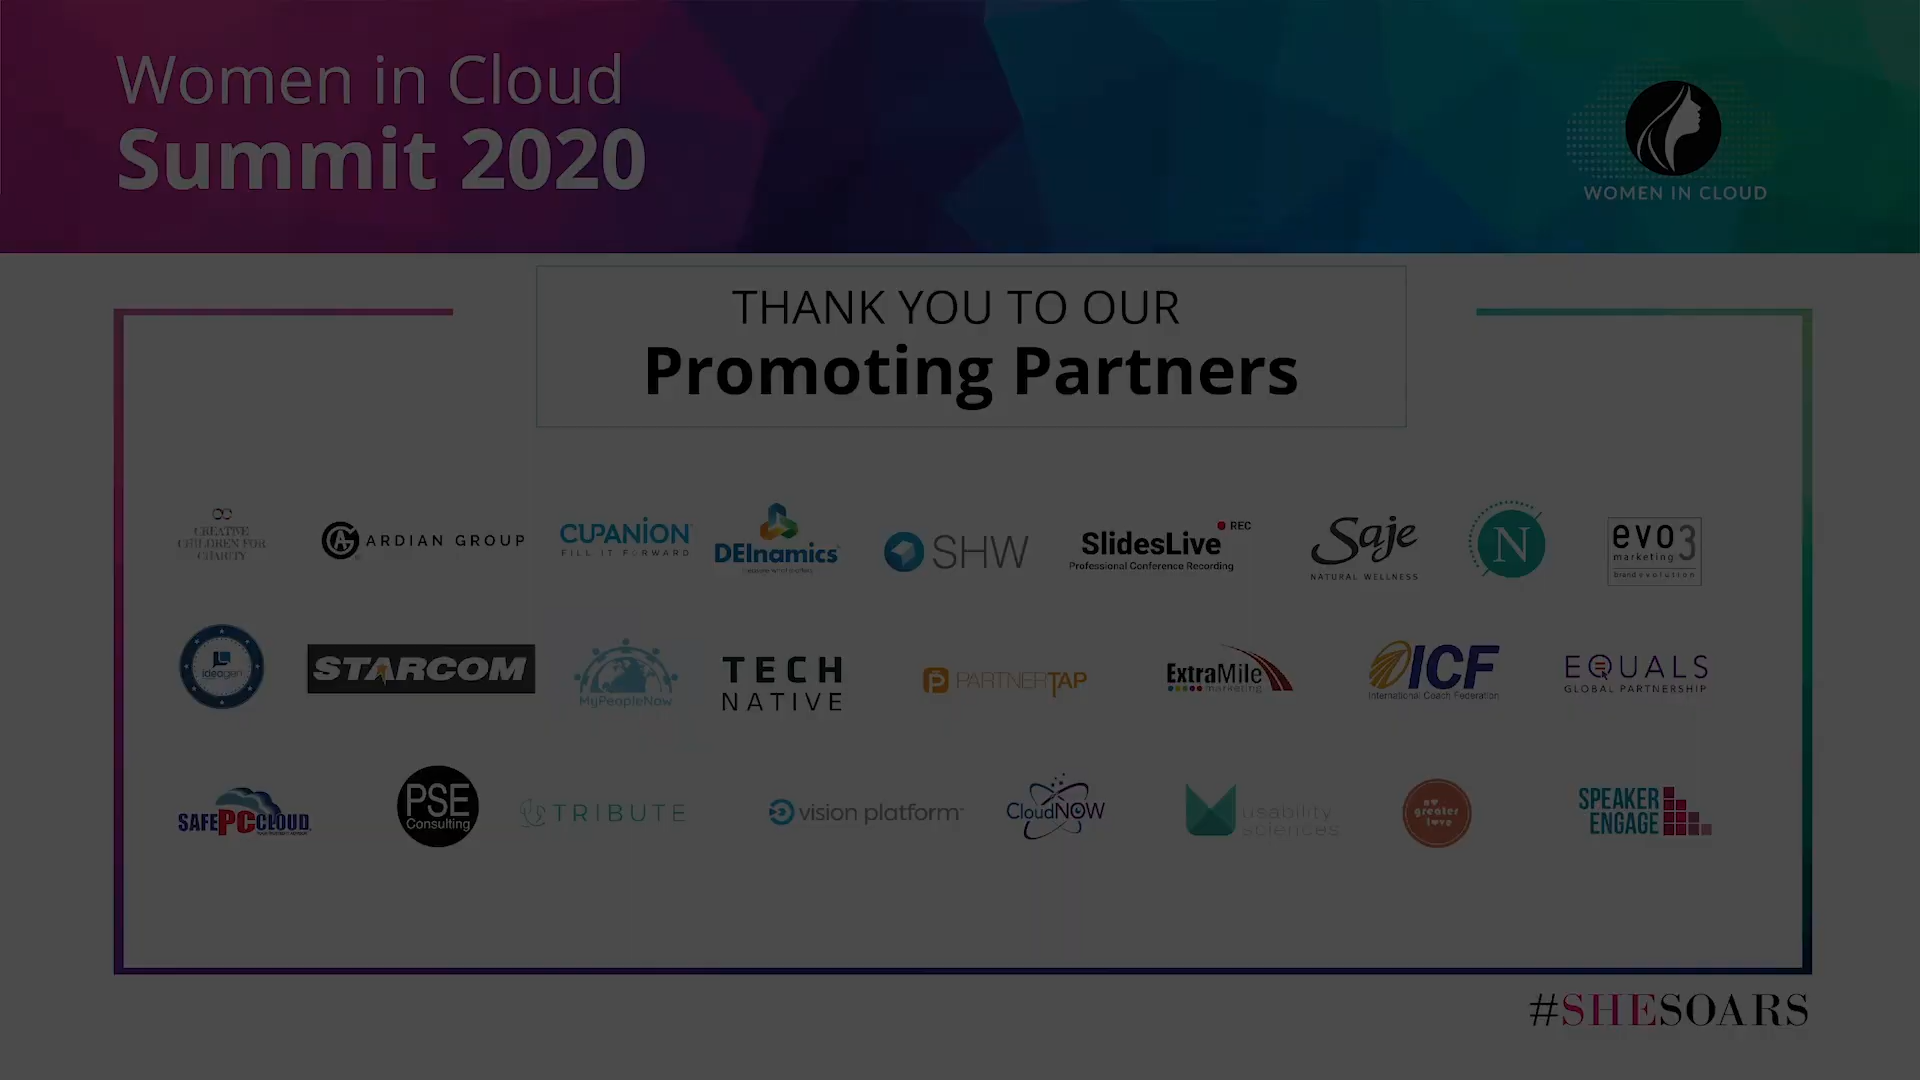 Women in Cloud
Summit 2020
WOMEN IN CLOUD
THANK YOU TO OUR
Promoting Partners
CREATIVE
CHILDREN FOR
CHARITY
ARDIAN GROUP
CUPANION
FILL IT FORWARD
DEInamics
SHW
REC
SlidesLive
Professional Conference Recording
Saje
NATURAL WELLNESS
N
evo3
marketing
brand evolution
ideagen
STARCOM
MyPeopleNow
TECH
NATIVE
PARTNERTAP
ExtraMile
marketing
ICF
International Coach Federation
EQUALS
GLOBAL PARTNERSHIP
SAFEPCCLOUD
PSE
Consulting
TRIBUTE
vision platform
CloudNOW
usability
sciences
no
greater
love
SPEAKER
ENGAGE
#SHESOARS